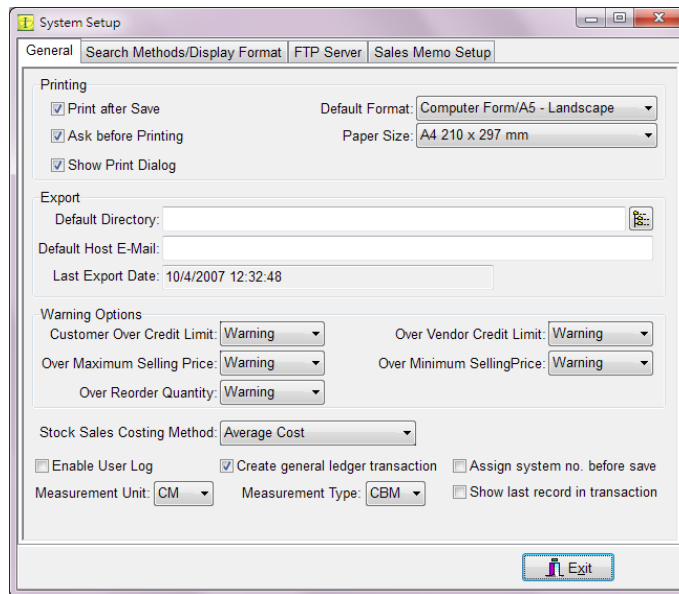 System Setup
General Search Methods/Display Format FTP Server Sales Memo Setup
Printing
Print after Save Default Format: Computer Form/A5 - Landscape
Ask before Printing Paper Size: A4 210 x 297 mm
Show Print Dialog
Export
Default Directory:
Default Host E-Mail:
Last Export Date: 10/4/2007 12:32:48
Warning Options
Customer Over Credit Limit: Warning Over Vendor Credit Limit: Warning
Over Maximum Selling Price: Warning Over Minimum SellingPrice: Warning
Over Reorder Quantity: Warning
Stock Sales Costing Method: Average Cost
Enable User Log Create general ledger transaction Assign system no. before save
Measurement Unit: CM Measurement Type: CBM Show last record in transaction
Exit